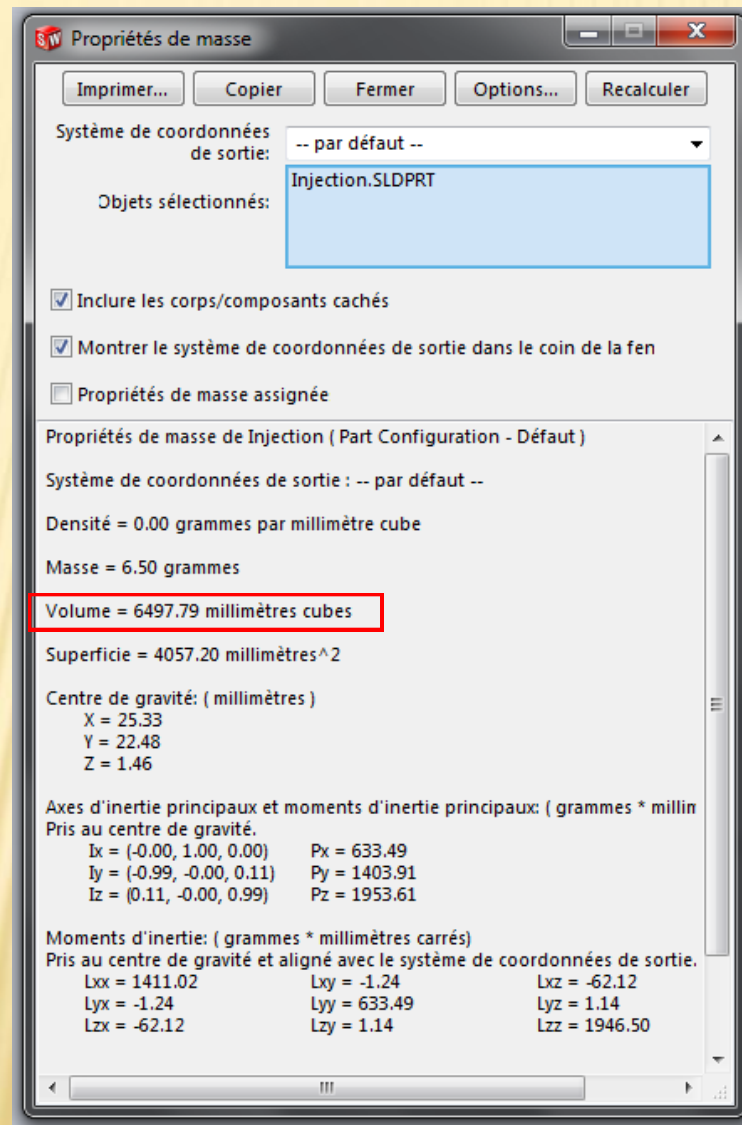 Propriétés de masse
Imprimer... Copier Fermer Options... Recalculer
Système de coordonnées
de sortie:
-- par défaut --
Objets sélectionnés:
Injection.SLDPRT
Inclure les corps/composants cachés
Montrer le système de coordonnées de sortie dans le coin de la fen
Propriétés de masse assignée
Propriétés de masse de Injection ( Part Configuration - Défaut )
Système de coordonnées de sortie : -- par défaut --
Densité = 0.00 grammes par millimètre cube
Masse = 6.50 grammes
Volume = 6497.79 millimètres cubes
Superficie = 4057.20 millimètres^2
Centre de gravité: ( millimètres )
X = 25.33
Y = 22.48
Z = 1.46
Axes d'inertie principaux et moments d'inertie principaux: ( grammes * millim
Pris au centre de gravité.
Ix = (-0.00, 1.00, 0.00) Px = 633.49
Iy = (-0.99, -0.00, 0.11) Py = 1403.91
Iz = (0.11, -0.00, 0.99) Pz = 1953.61
Moments d'inertie: ( grammes * millimètres carrés)
Pris au centre de gravité et aligné avec le système de coordonnées de sortie.
Lxx = 1411.02 Lxy = -1.24 Lxz = -62.12
Lyx = -1.24 Lyy = 633.49 Lyz = 1.14
Lzx = -62.12 Lzy = 1.14 Lzz = 1946.50